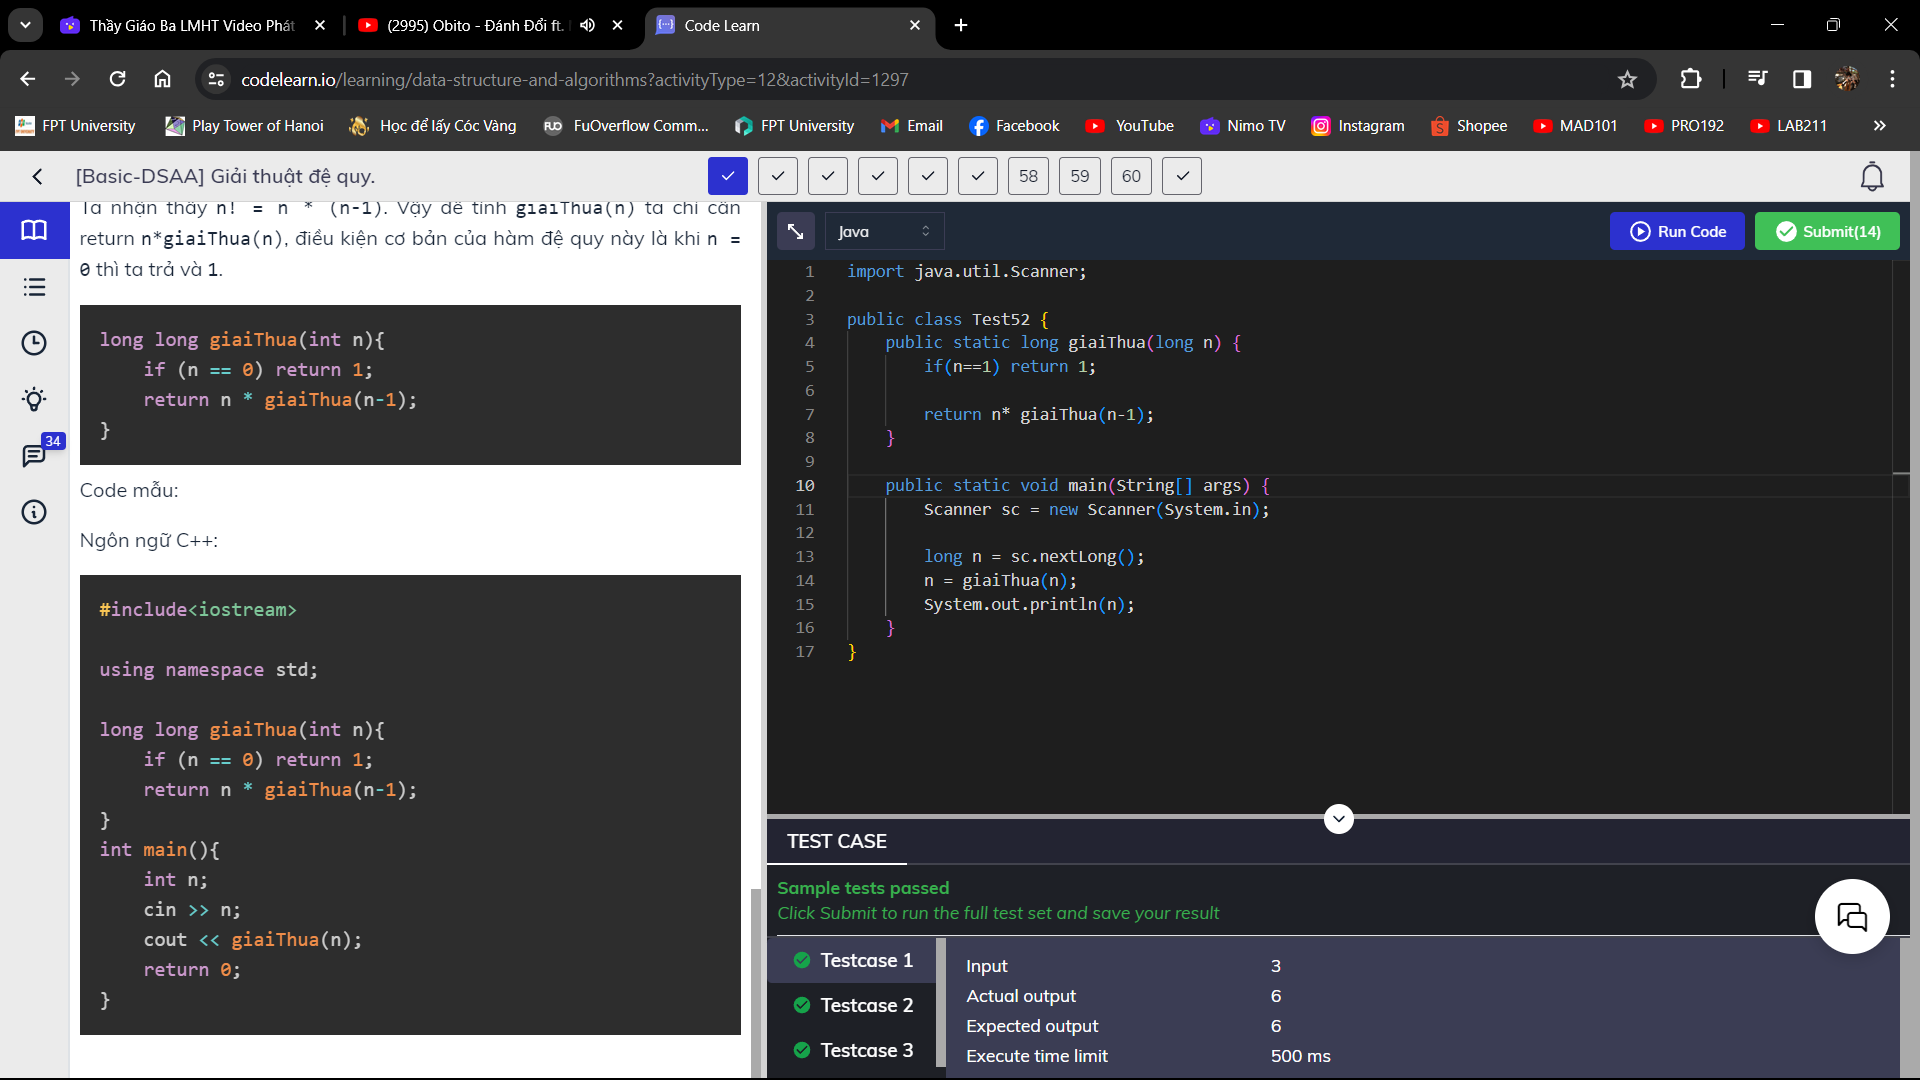 Thầy Giáo Ba LMHT Video Phát
(2995) Obito - Đánh Đổi ft.
Code Learn
codelearn.io/learning/data-structure-and-algorithms?activityType=12&activityId=1297
FPT University
Play Tower of Hanoi
Học để lấy Cóc Vàng
FuOverflow Comm...
FPT University
Email
Facebook
YouTube
Nimo TV
Instagram
Shopee
MAD101
PRO192
LAB211
[Basic-DSAA] Giải thuật đệ quy.
58
59
60
34
Ta nhận thấy n! = n * (n-1). Vậy để tính giaiThua(n) ta chỉ cần
return n*giaiThua(n), điều kiện cơ bản của hàm đệ quy này là khi n =
0 thì ta trả và 1.
long long giaiThua(int n){
if (n == 0) return 1;
return n * giaiThua(n-1);
}
Code mẫu:
Ngôn ngữ C++:
#include<iostream>
using namespace std;
long long giaiThua(int n){
if (n == 0) return 1;
return n * giaiThua(n-1);
}
int main(){
int n;
cin >> n;
cout << giaiThua(n);
return 0;
}
Java
Run Code
Submit(14)
1 import java.util.Scanner;
2
3 public class Test52 {
4 public static long giaiThua(long n) {
5 if(n==1) return 1;
6
7 return n* giaiThua(n-1);
8 }
9
10 public static void main(String[] args) {
11 Scanner sc = new Scanner(System.in);
12
13 long n = sc.nextLong();
14 n = giaiThua(n);
15 System.out.println(n);
16 }
17 }
TEST CASE
Sample tests passed
Click Submit to run the full test set and save your result
Testcase 1
Testcase 2
Testcase 3
Input 3
Actual output 6
Expected output 6
Execute time limit 500 ms